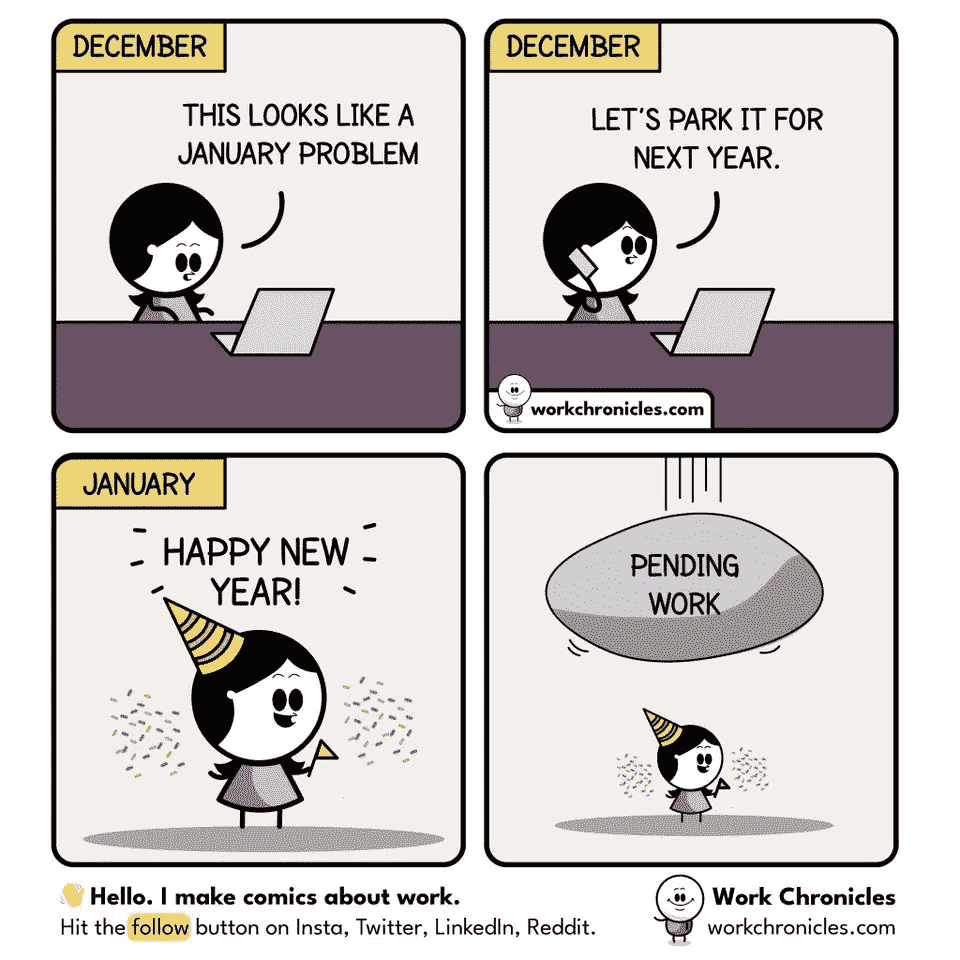 DECEMBER
THIS LOOKS LIKE A
JANUARY PROBLEM
DECEMBER
LET'S PARK IT FOR
NEXT YEAR.
workchronicles.com
JANUARY
HAPPY NEW
YEAR!
PENDING
WORK
👋 Hello. I make comics about work.
Hit the follow button on Insta, Twitter, LinkedIn, Reddit.
Work Chronicles
workchronicles.com